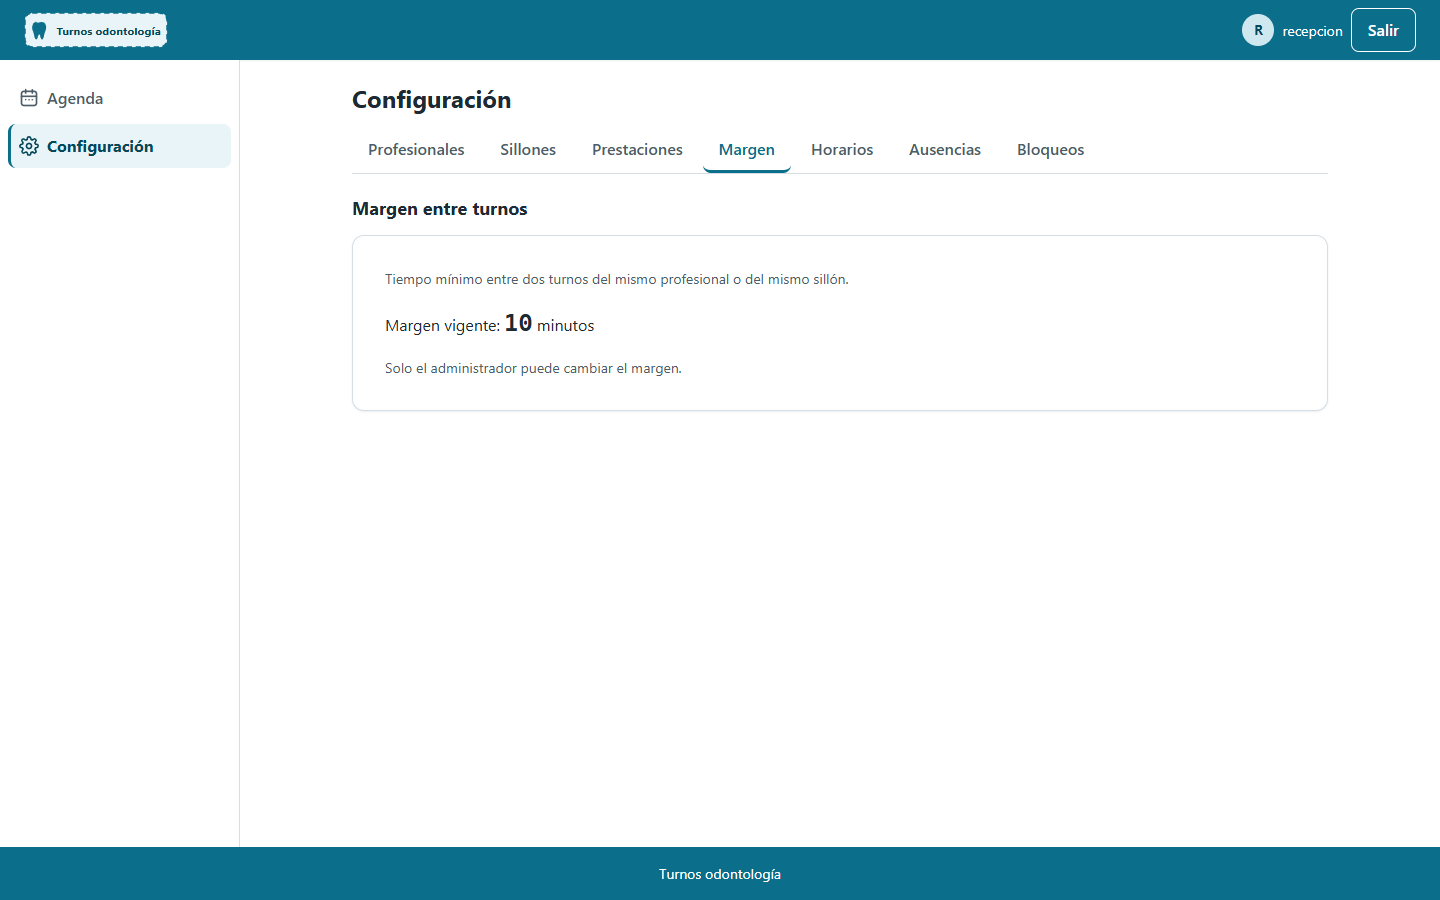 Turnos odontología
R recepcion Salir
Agenda
Configuración
Configuración
Profesionales Sillones Prestaciones Margen Horarios Ausencias Bloqueos
Margen entre turnos
Tiempo mínimo entre dos turnos del mismo profesional o del mismo sillón.
Margen vigente: 10 minutos
Solo el administrador puede cambiar el margen.
Turnos odontología